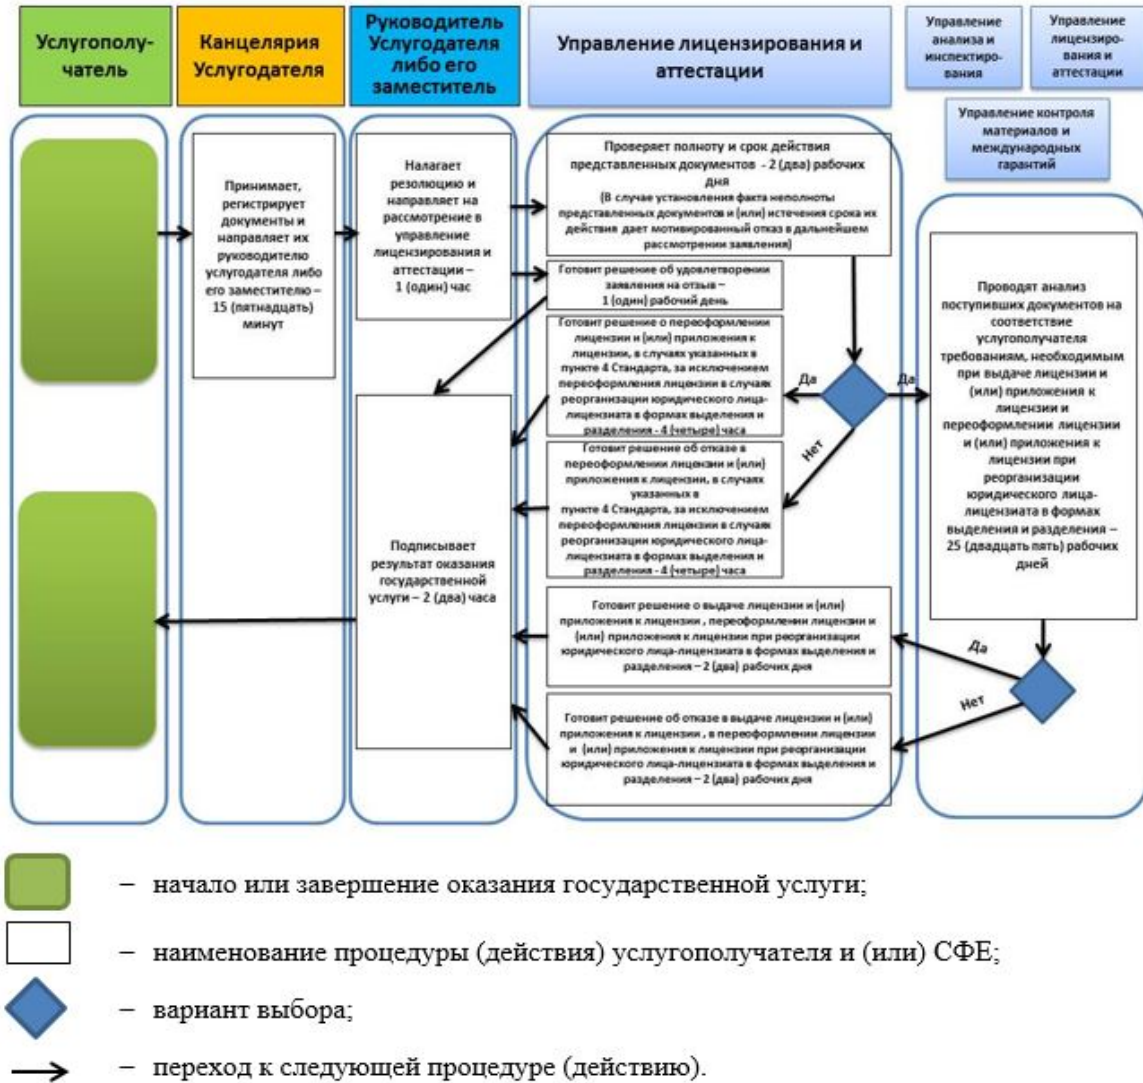 Услугополу-
чатель
Канцелярия
Услугодателя
Руководитель
Услугодателя
либо его
заместитель
Управление лицензирования и
аттестации
Управление
анализа и
инспектиро-
вания
Управление
лицензиро-
вания и
аттестации
Управление контроля
материалов и
международных
гарантий
Принимает,
регистрирует
документы и
направляет их
руководителю
услугодателя либо
его заместителю –
15 (пятнадцать)
минут
Налагает
резолюцию и
направляет на
рассмотрение в
управление
лицензирования и
аттестации –
1 (один) час
Проверяет полноту и срок действия
представленных документов - 2 (два) рабочих
дня
(В случае установления факта неполноты
представленных документов и (или) истечения срока их
действия дает мотивированный отказ в дальнейшем
рассмотрении заявления)
Готовит решение об удовлетворении
заявления на отзыв –
1 (один) рабочий день
Готовит решение о переоформлении
лицензии и (или) приложения к
лицензии, в случаях указанных в
пункте 4 Стандарта, за исключением
переоформления лицензии в случаях
реорганизации юридического лица-
лицензиата в формах выделения и
разделения - 4 (четыре) часа
Да
Да
Нет
Готовит решение об отказе в
переоформлении лицензии и (или)
приложения к лицензии, в случаях
указанных в
пункте 4 Стандарта, за исключением
переоформления лицензии в случаях
реорганизации юридического лица-
лицензиата в формах выделения и
разделения - 4 (четыре) часа
Проводят анализ
поступивших документов на
соответствие
услугополучателя
требованиям, необходимым
при выдаче лицензии и
(или) приложения к
лицензии и
переоформлении лицензии
и (или) приложения к
лицензии при
реорганизации
юридического лица-
лицензиата в формах
выделения и разделения –
25 (двадцать пять) рабочих
дней
Подписывает
результат оказания
государственной
услуги – 2 (два) часа
Готовит решение о выдаче лицензии и (или)
приложения к лицензии , переоформлении лицензии и
(или) приложения к лицензии при реорганизации
юридического лица-лицензиата в формах выделения и
разделения – 2 (два) рабочих дня
Да
Нет
Готовит решение об отказе в выдаче лицензии и (или)
приложения к лицензии , в переоформлении лицензии
и (или) приложения к лицензии при реорганизации
юридического лица-лицензиата в формах выделения и
разделения – 2 (два) рабочих дня
– начало или завершение оказания государственной услуги;
– наименование процедуры (действия) услугополучателя и (или) СФЕ;
– вариант выбора;
– переход к следующей процедуре (действию).